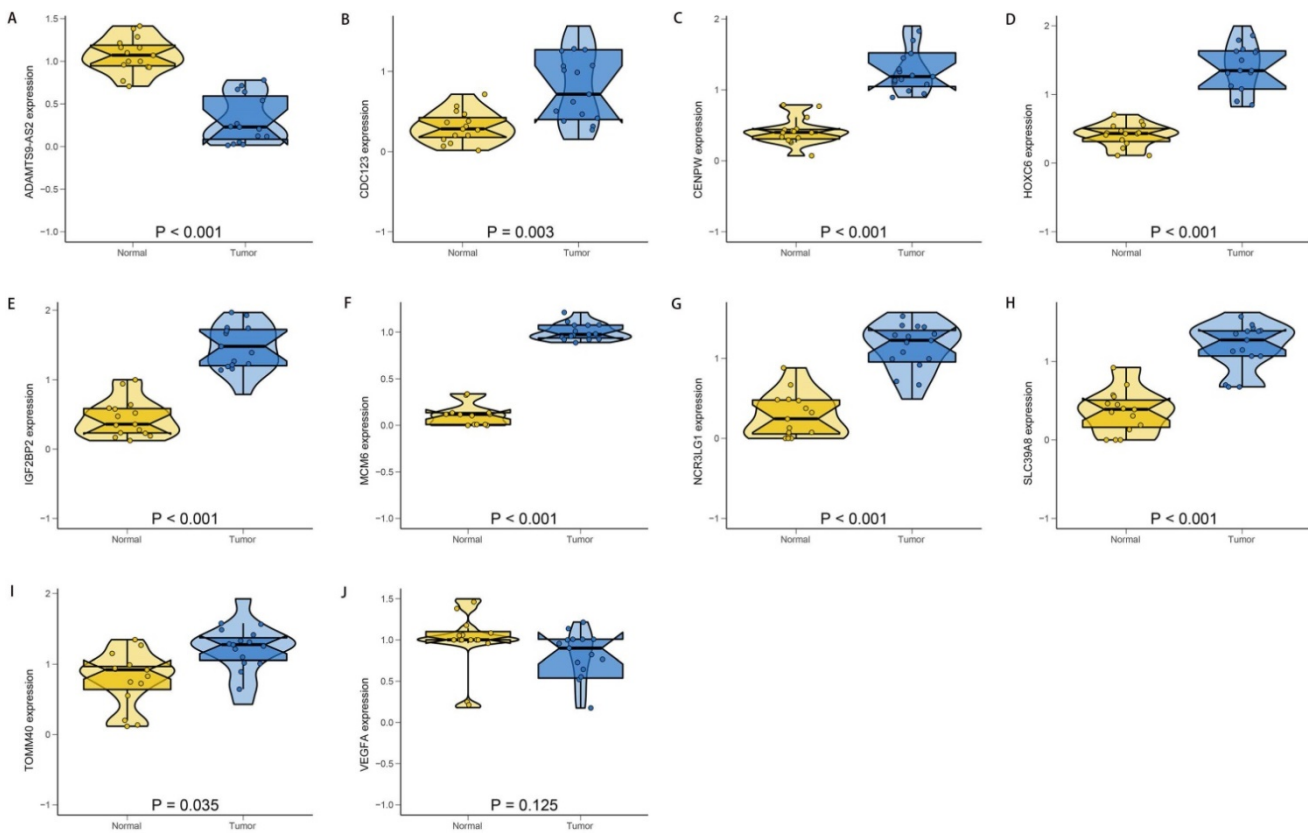 A
ADAMTS9-AS2 expression
1.5
1.0
0.5
0.0
−0.5
−1.0
P < 0.001
Normal
Tumor
B
CDC123 expression
1
0
−1
P = 0.003
Normal
Tumor
C
CENPW expression
2
1
0
−1
P < 0.001
Normal
Tumor
D
HOXC6 expression
2
1
0
−1
P < 0.001
Normal
Tumor
E
IGF2BP2 expression
2
1
0
−1
P < 0.001
Normal
Tumor
F
MCM6 expression
1.0
0.5
0.0
−0.5
−1.0
P < 0.001
Normal
Tumor
G
NCR3LG1 expression
1
0
−1
P < 0.001
Normal
Tumor
H
SLC39A8 expression
1
0
−1
P < 0.001
Normal
Tumor
I
TOMM40 expression
2
1
0
−1
P = 0.035
Normal
Tumor
J
VEGFA expression
1.5
1.0
0.5
0.0
−0.5
−1.0
P = 0.125
Normal
Tumor